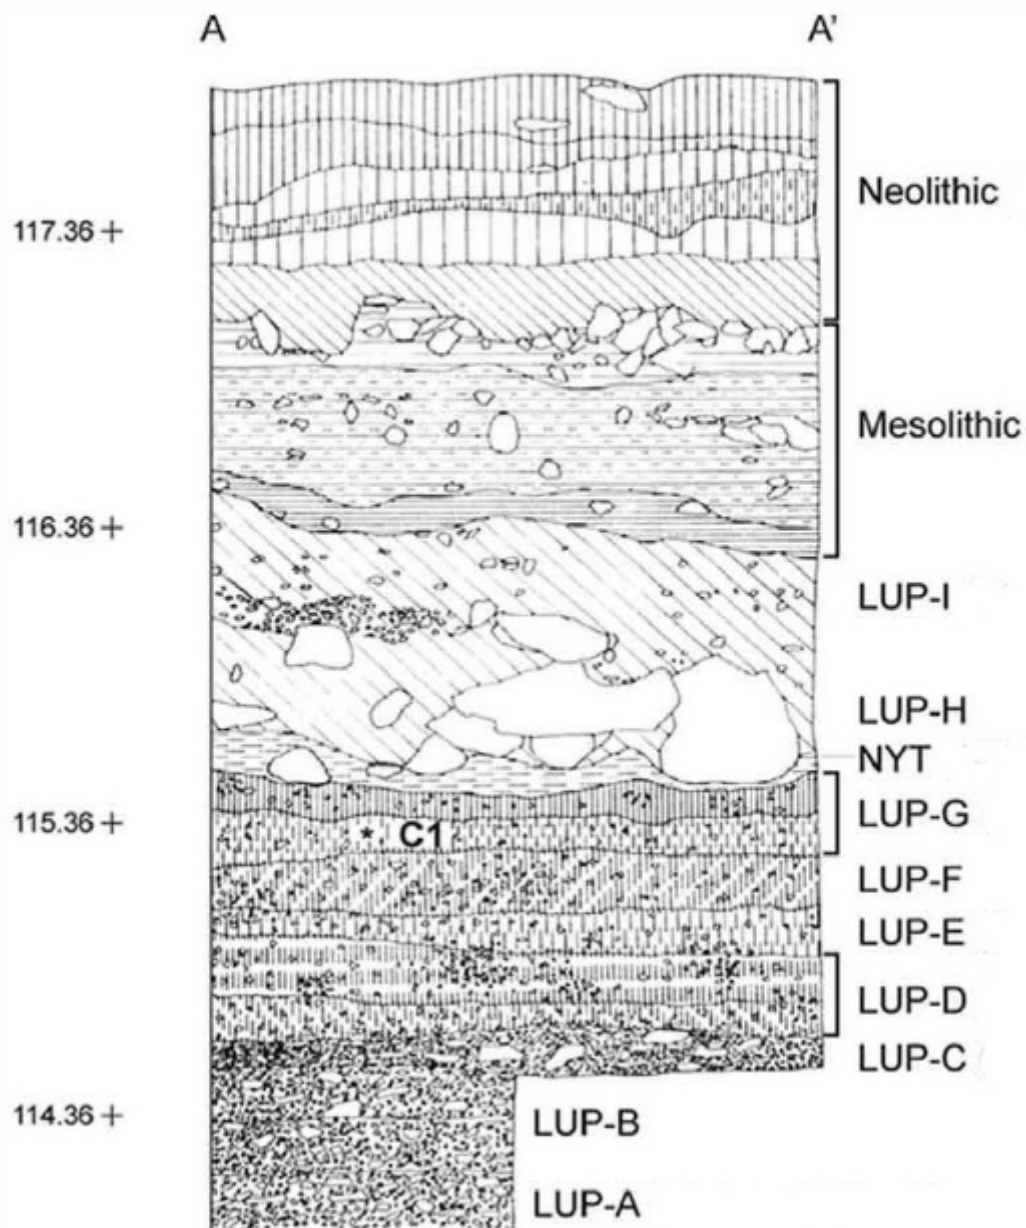 A A'
Neolithic
117.36 +
Mesolithic
116.36 +
LUP-I
LUP-H
NYT
LUP-G
115.36 +
* C1
LUP-F
LUP-E
LUP-D
LUP-C
114.36 +
LUP-B
LUP-A